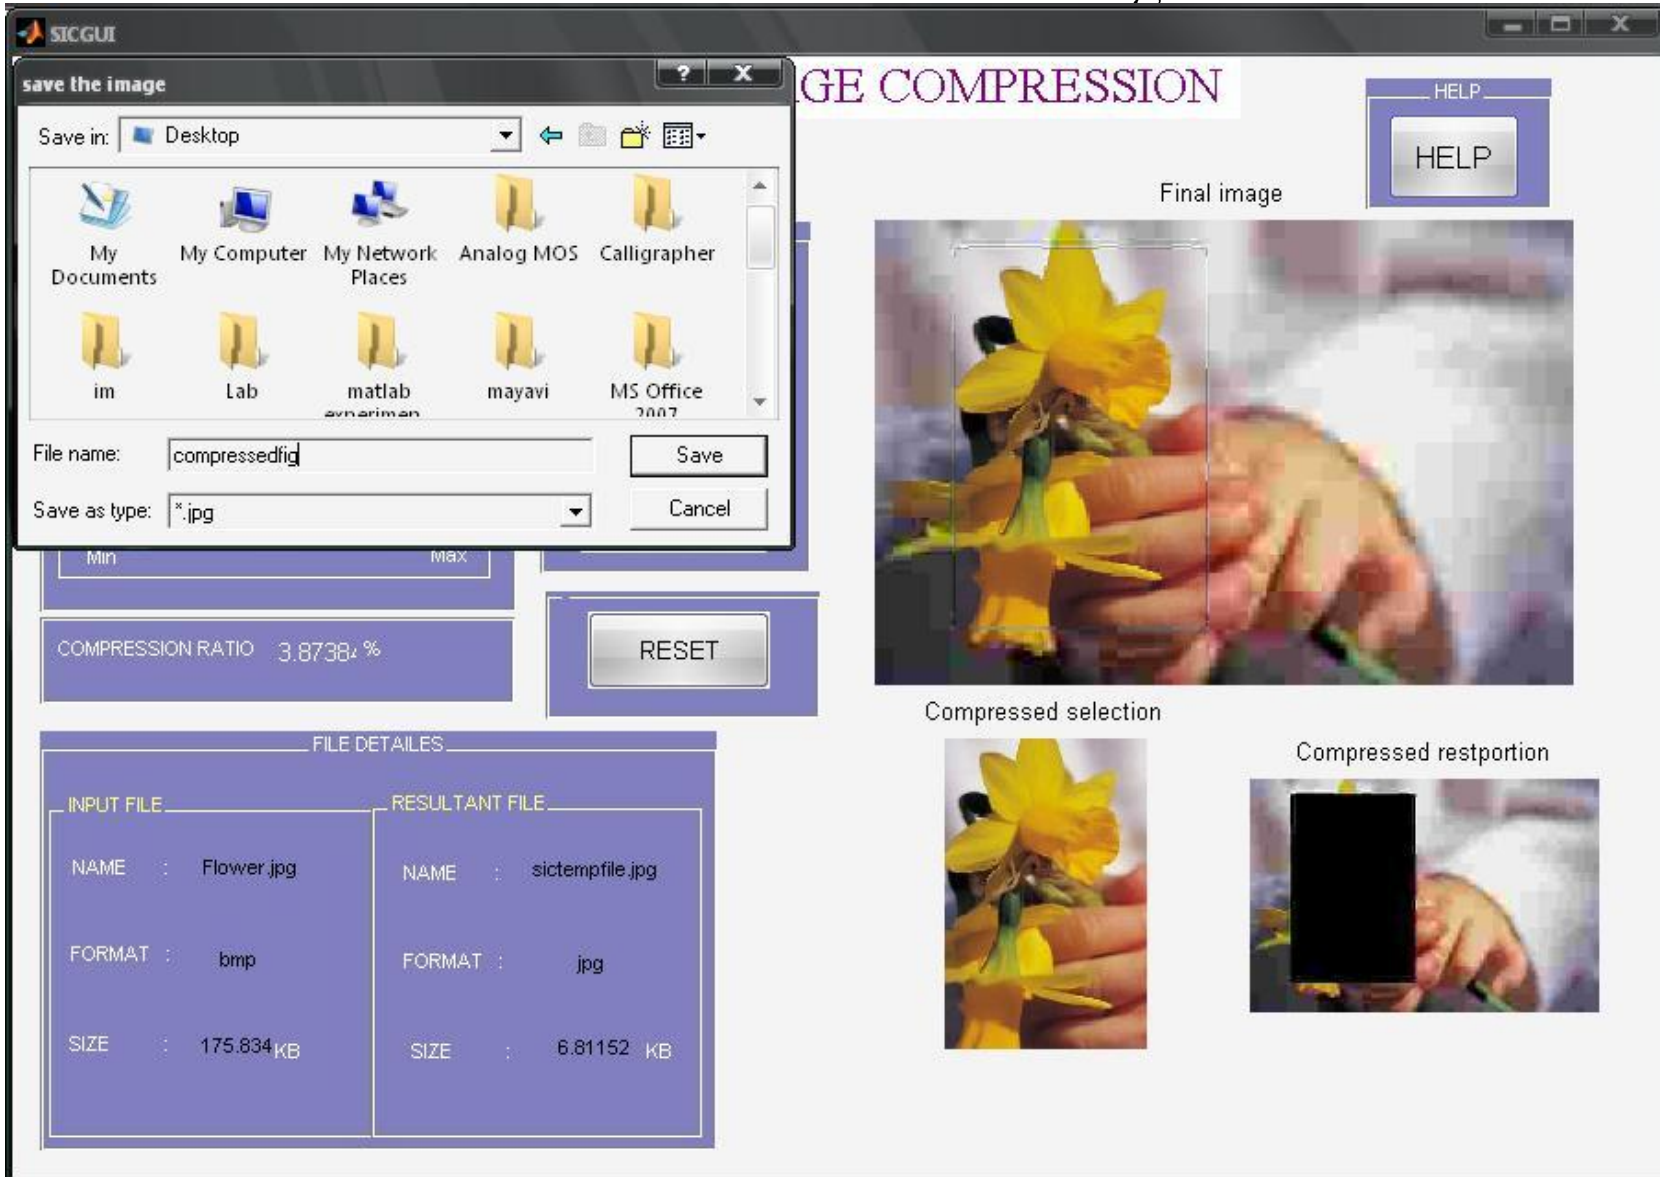 SICGUI
save the image
GE COMPRESSION
HELP
HELP
Save in: Desktop
My Documents
My Computer
My Network Places
Analog MOS
Calligrapher
im
Lab
matlab
mayavi
MS Office 2007
File name: compressedfig
Save
Save as type: *.jpg
Cancel
Min Max
COMPRESSION RATIO 3.8738 %
RESET
Final image
Compressed selection
Compressed restportion
FILE DETAILES
INPUT FILE
NAME : Flower.jpg
FORMAT : bmp
SIZE : 175.834 KB
RESULTANT FILE
NAME : sictempfile.jpg
FORMAT : jpg
SIZE : 6.81152 KB